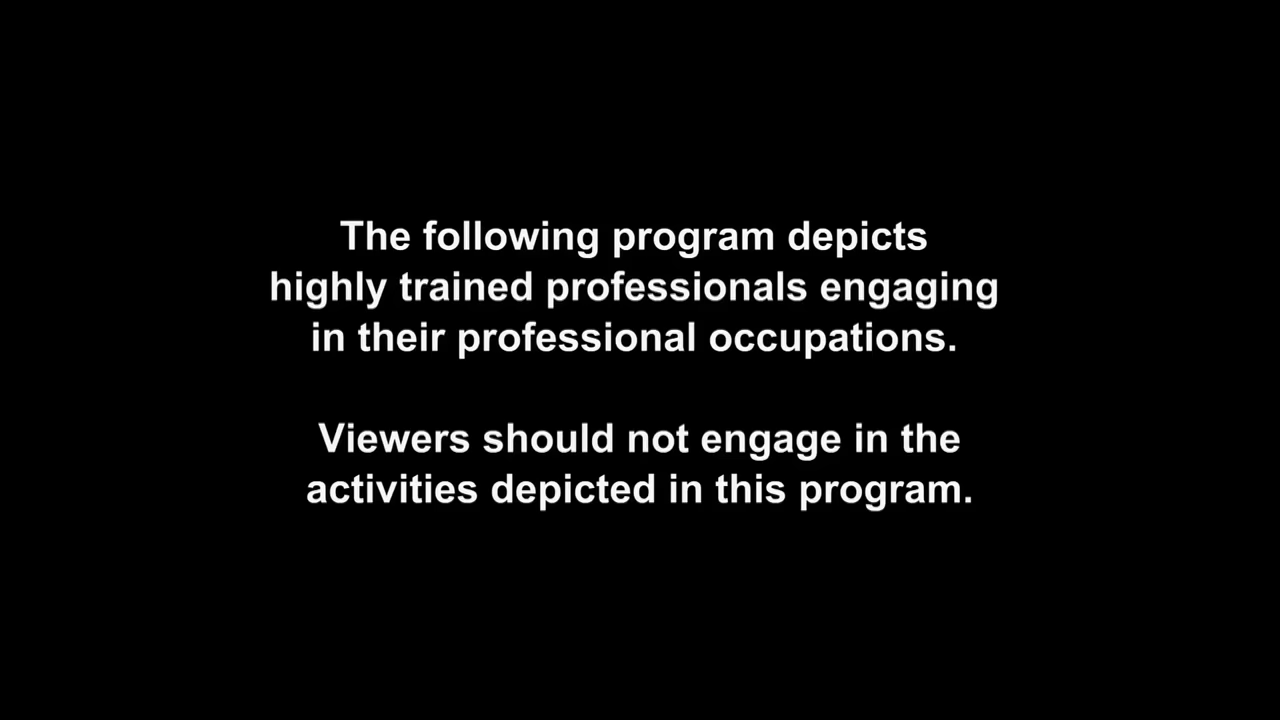 The following program depicts
highly trained professionals engaging
in their professional occupations.
Viewers should not engage in the
activities depicted in this program.